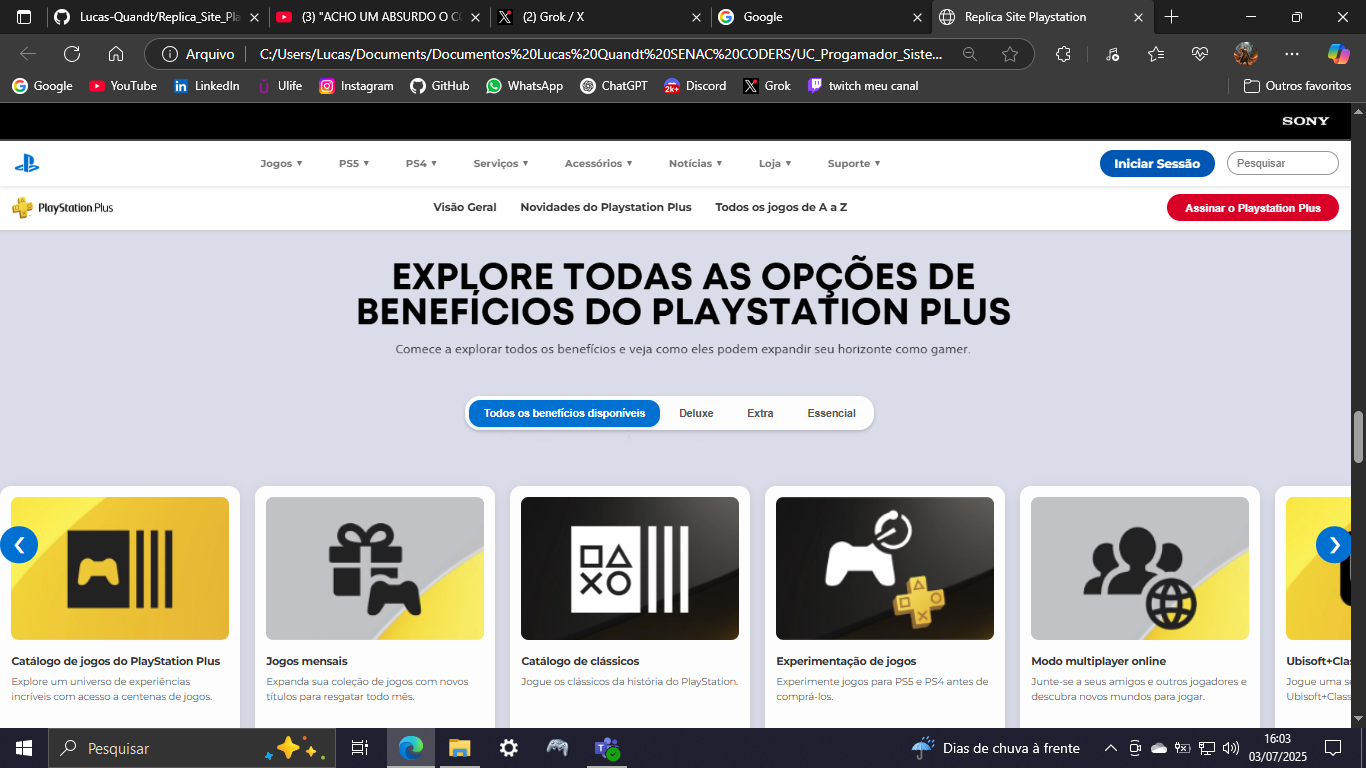 Lucas-Quandt/Replica_Site_Pla
(3) "ACHO UM ABSURDO O CO
(2) Grok / X
Google
Replica Site Playstation
Arquivo
C:/Users/Lucas/Documents/Documentos%20Lucas%20Quandt%20SENAC%20CODERS/UC_Progamador_Siste...
Google
YouTube
LinkedIn
Ulife
Instagram
GitHub
WhatsApp
ChatGPT
Discord
Grok
twitch meu canal
Outros favoritos
SONY
Jogos ▼
PS5 ▼
PS4 ▼
Serviços ▼
Acessórios ▼
Notícias ▼
Loja ▼
Suporte ▼
Iniciar Sessão
Pesquisar
PlayStation.Plus
Visão Geral
Novidades do Playstation Plus
Todos os jogos de A a Z
Assinar o Playstation Plus
EXPLORE TODAS AS OPÇÕES DE
BENEFÍCIOS DO PLAYSTATION PLUS
Comece a explorar todos os benefícios e veja como eles podem expandir seu horizonte como gamer.
Todos os benefícios disponíveis
Deluxe
Extra
Essencial
Catálogo de jogos do PlayStation Plus
Explore um universo de experiências
incríveis com acesso a centenas de jogos.
Jogos mensais
Expanda sua coleção de jogos com novos
títulos para resgatar todo mês.
Catálogo de clássicos
Jogue os clássicos da história do PlayStation.
Experimentação de jogos
Experimente jogos para PS5 e PS4 antes de
comprá-los.
Modo multiplayer online
Junte-se a seus amigos e outros jogadores e
descubra novos mundos para jogar.
Ubisoft+Clas
Jogue uma se
Ubisoft+Class
Pesquisar
Dias de chuva à frente
16:03
03/07/2025